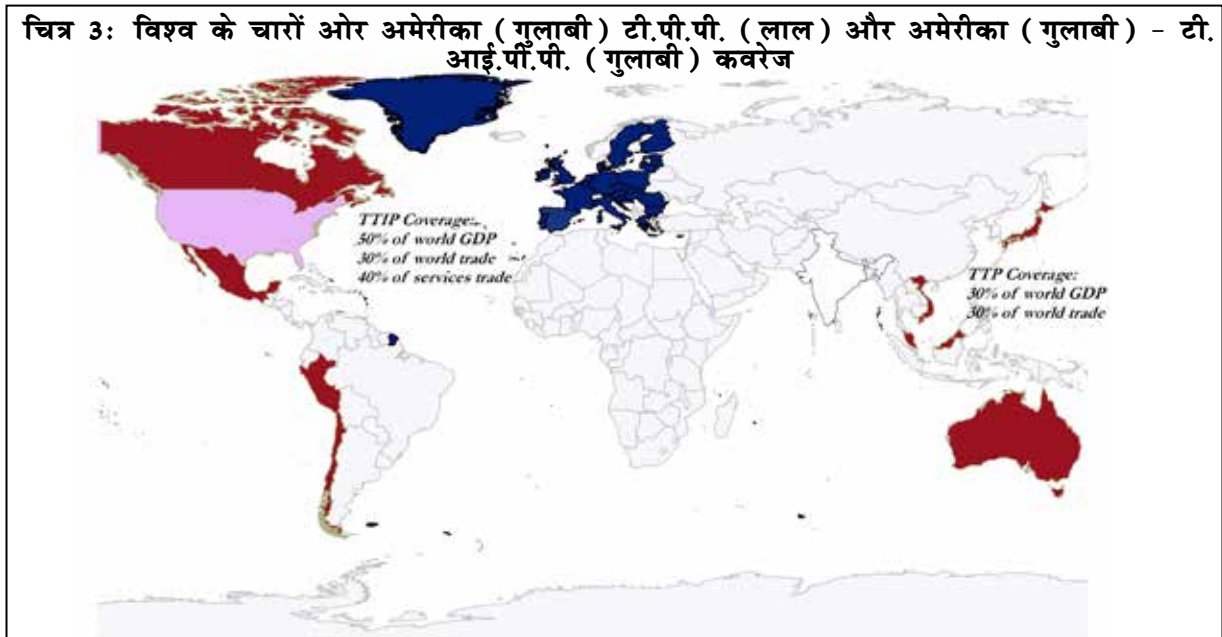 चित्र 3: विश्व के चारों ओर अमेरीका (गुलाबी) टी.पी.पी. (लाल) और अमेरीका (गुलाबी) - टी.
आई.पी.पी. (गुलाबी) कवरेज
TTIP Coverage:
50% of world GDP
30% of world trade
40% of services trade
TTP Coverage:
30% of world GDP
30% of world trade